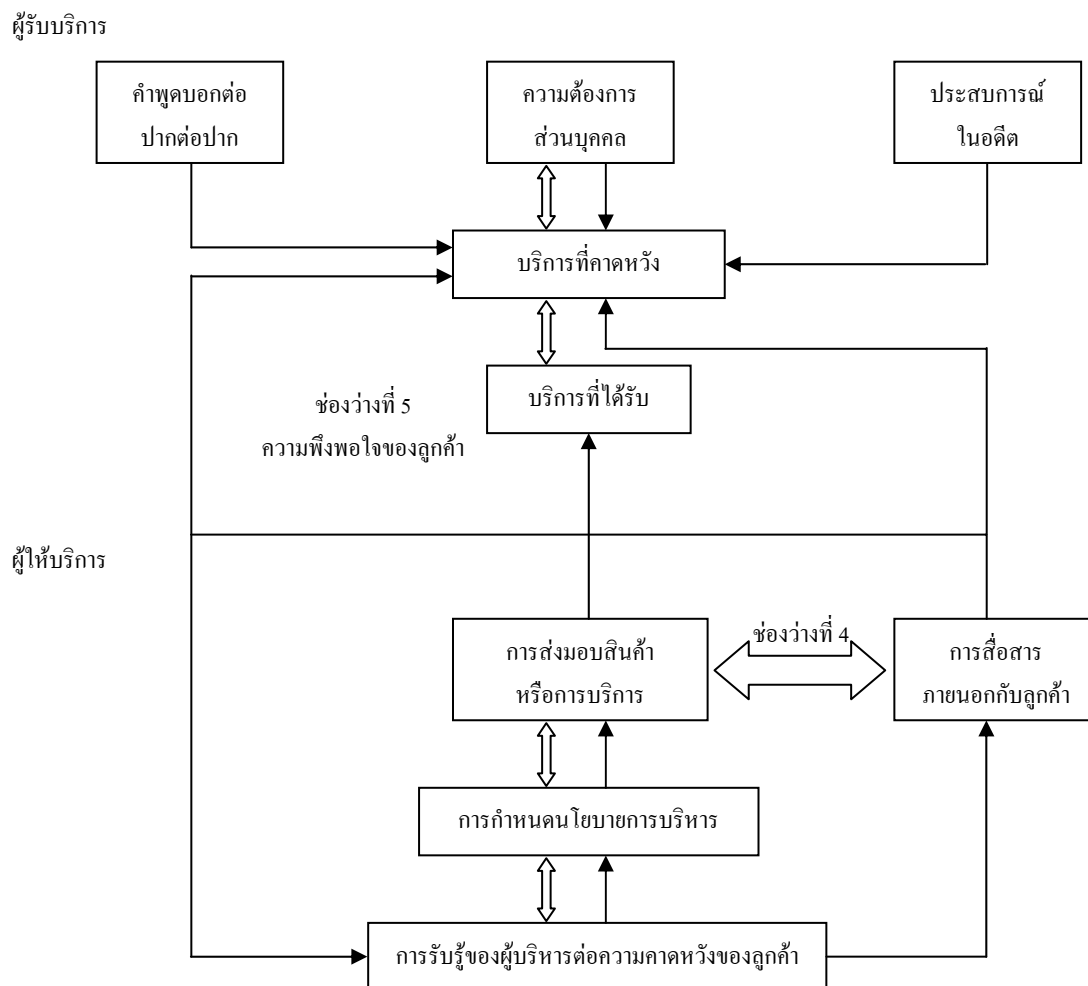 ผู้รับบริการ
คำพูดบอกต่อ
ปากต่อปาก
ความต้องการ
ส่วนบุคคล
ประสบการณ์
ในอดีต
บริการที่คาดหวัง
บริการที่ได้รับ
ช่องว่างที่ 5
ความพึงพอใจของลูกค้า
ผู้ให้บริการ
การส่งมอบสินค้า
หรือการบริการ
ช่องว่างที่ 4
การสื่อสาร
ภายนอกกับลูกค้า
การกำหนดนโยบายการบริหาร
การรับรู้ของผู้บริหารต่อความคาดหวังของลูกค้า